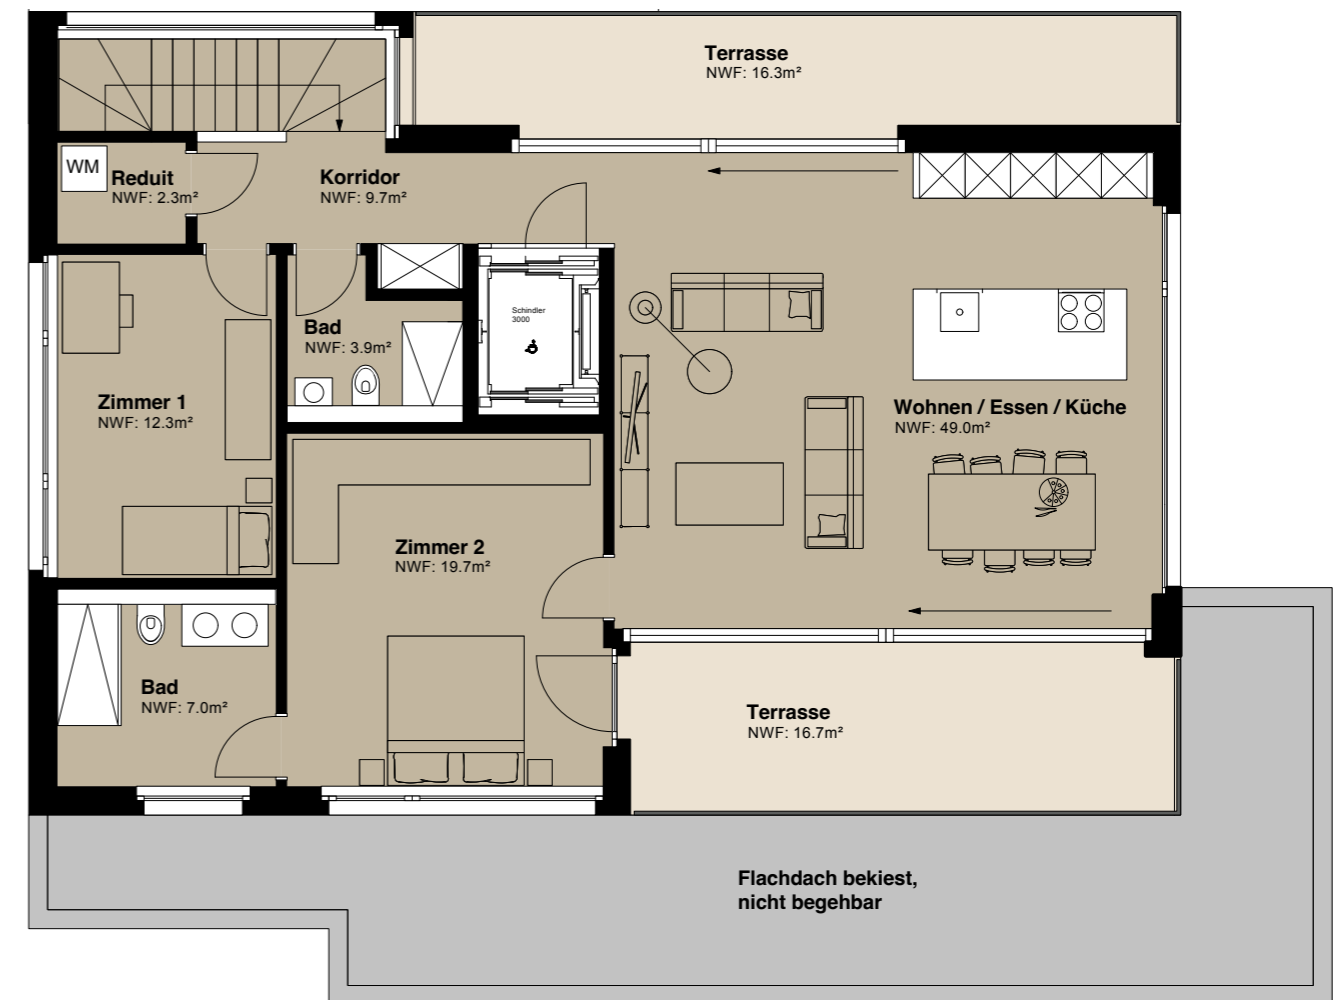 Terrasse
NWF: 16.3m²
WM
Reduit
NWF: 2.3m²
Korridor
NWF: 9.7m²
Schindler
3000
Bad
NWF: 3.9m²
Zimmer 1
NWF: 12.3m²
Wohnen / Essen / Küche
NWF: 49.0m²
Zimmer 2
NWF: 19.7m²
Bad
NWF: 7.0m²
Terrasse
NWF: 16.7m²
Flachdach bekiest,
nicht begehbar